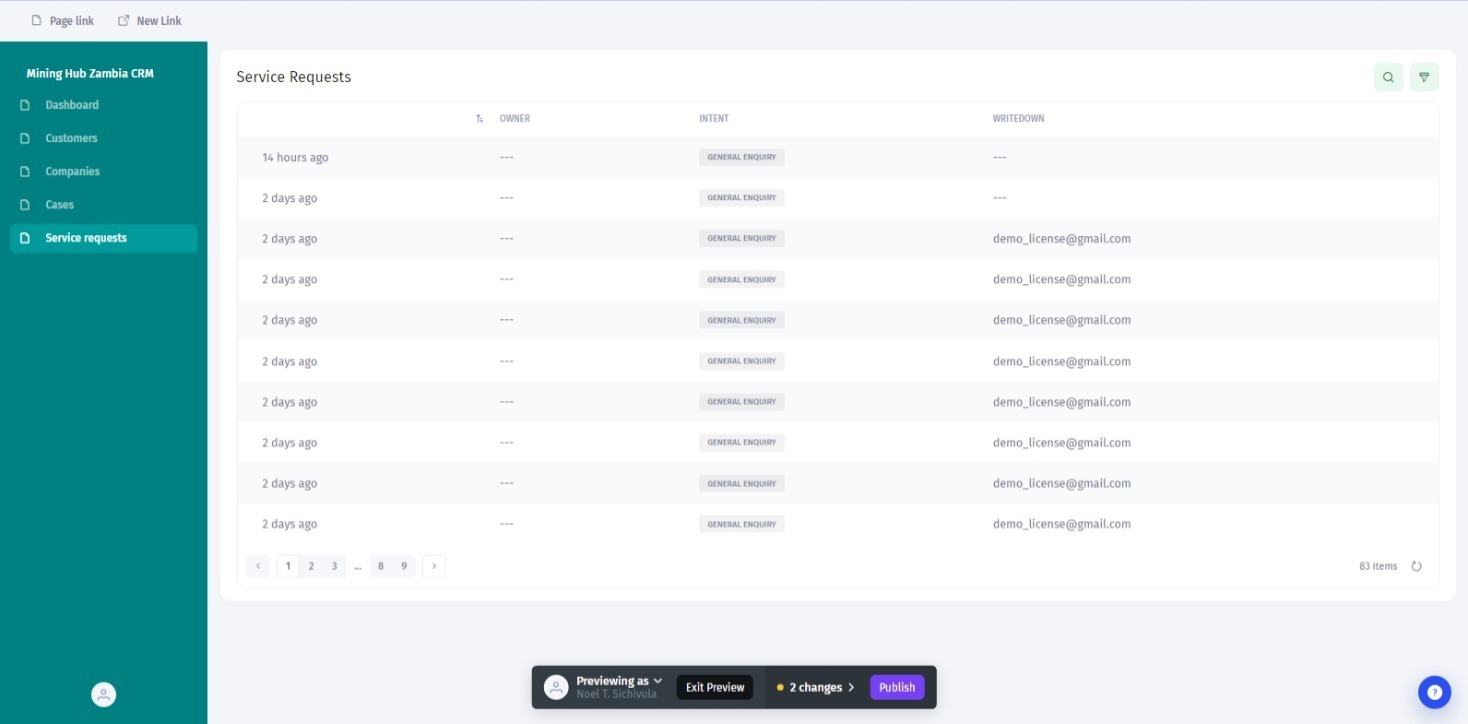 Page link New Link
Mining Hub Zambia CRM
Dashboard
Customers
Companies
Cases
Service requests
Service Requests
OWNER INTENT WRITEDOWN
14 hours ago --- GENERAL ENQUIRY ---
2 days ago --- GENERAL ENQUIRY ---
2 days ago --- GENERAL ENQUIRY demo_license@gmail.com
2 days ago --- GENERAL ENQUIRY demo_license@gmail.com
2 days ago --- GENERAL ENQUIRY demo_license@gmail.com
2 days ago --- GENERAL ENQUIRY demo_license@gmail.com
2 days ago --- GENERAL ENQUIRY demo_license@gmail.com
2 days ago --- GENERAL ENQUIRY demo_license@gmail.com
2 days ago --- GENERAL ENQUIRY demo_license@gmail.com
2 days ago --- GENERAL ENQUIRY demo_license@gmail.com
1 2 3 ... 8 9 83 items
Previewing as
Noel T. Sichivula
Exit Preview 2 changes Publish
?